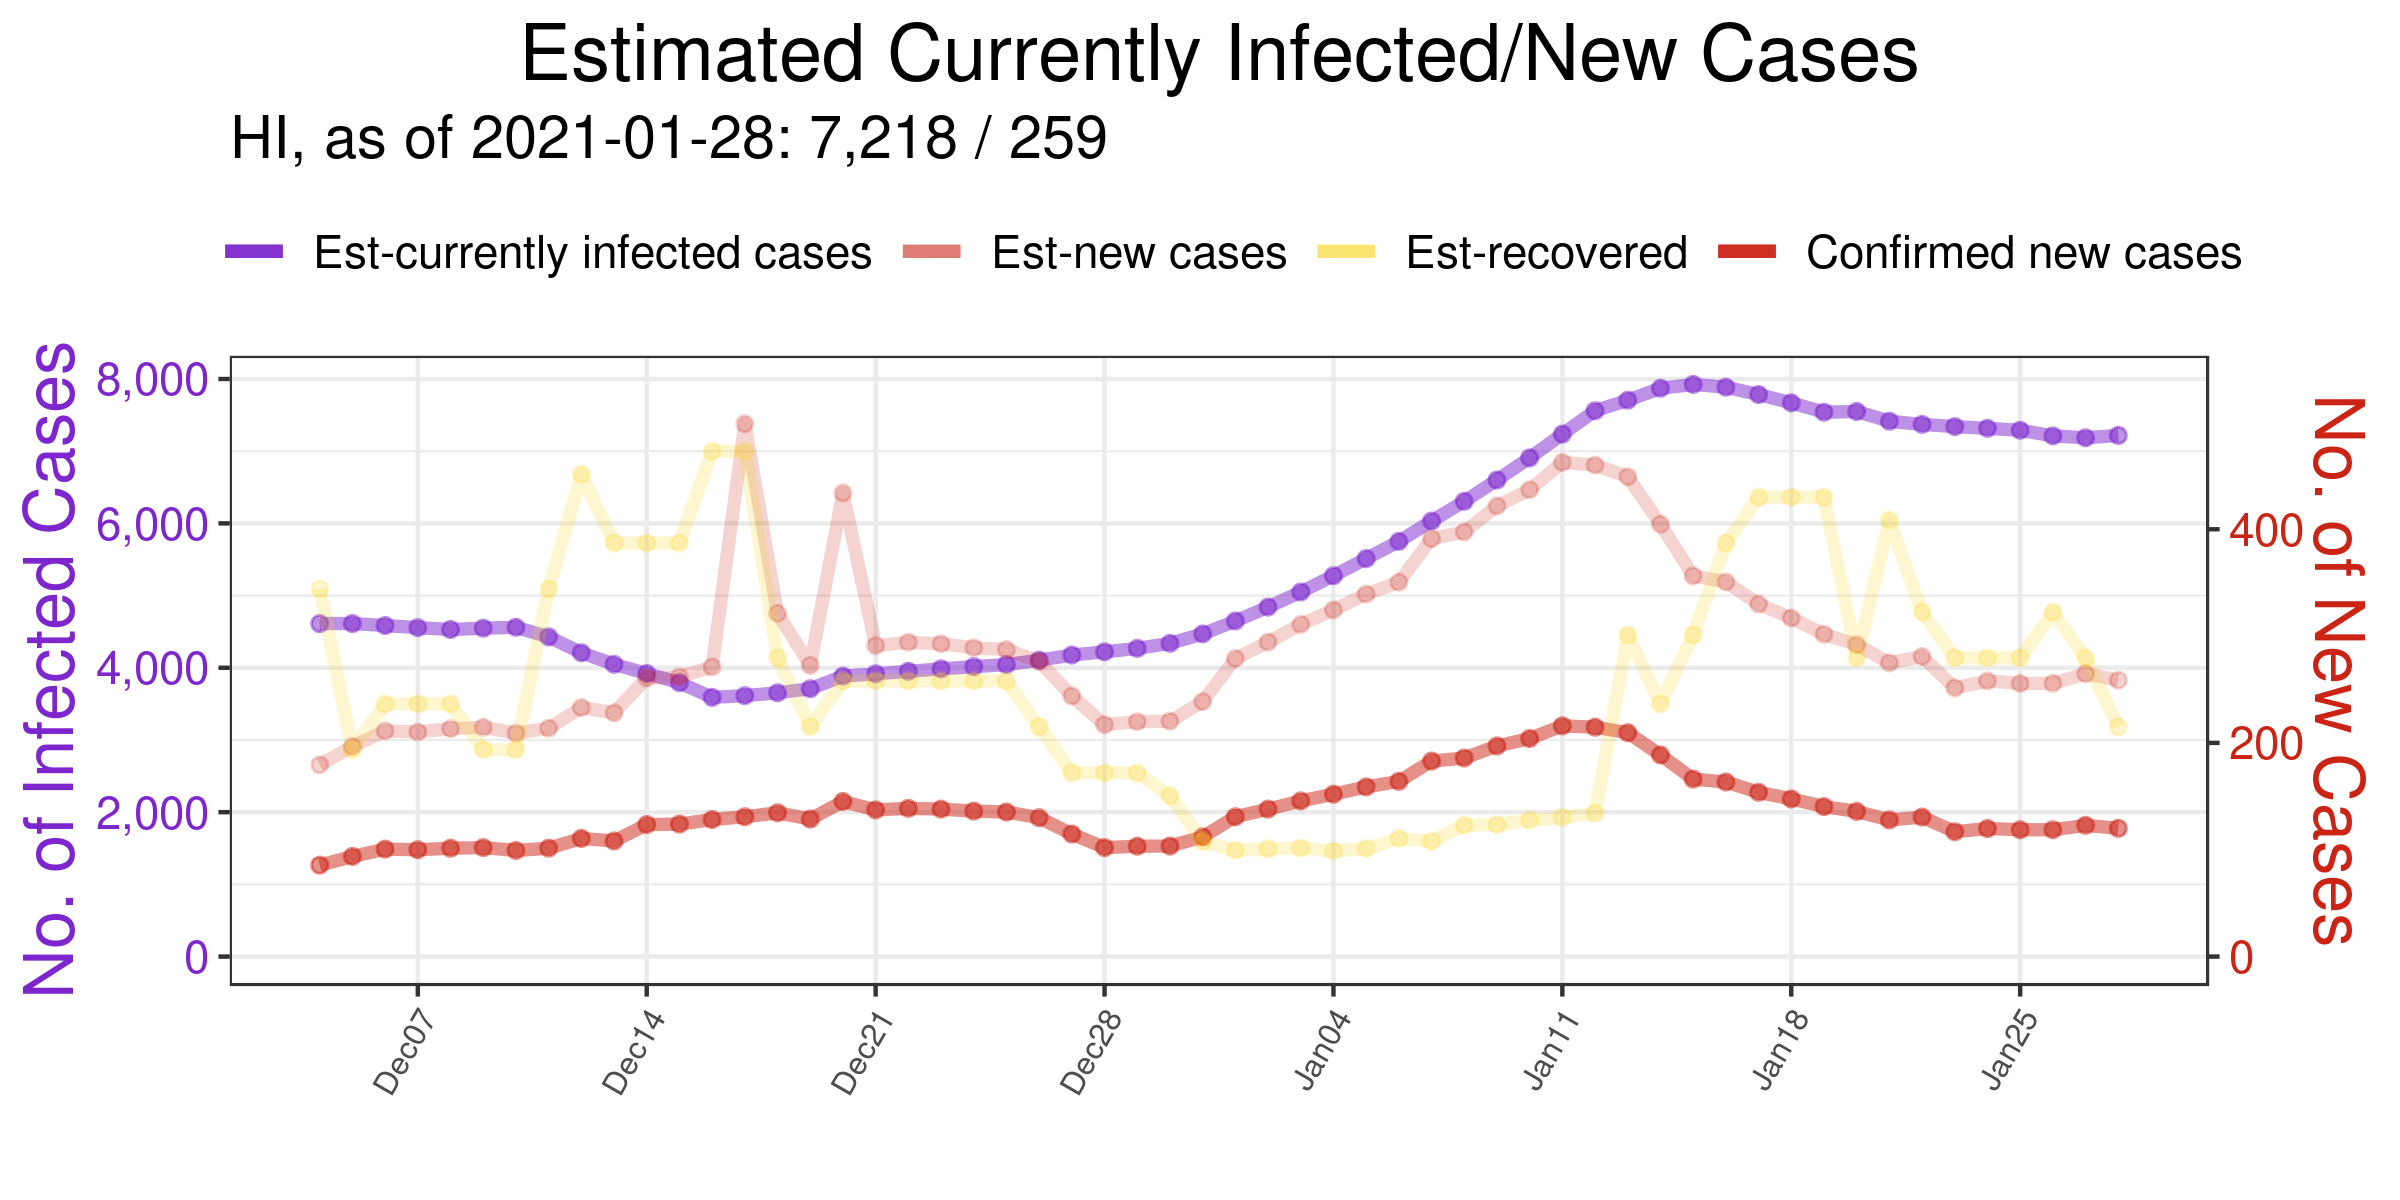 Estimated Currently Infected/New Cases
HI, as of 2021-01-28: 7,218 / 259
Est-currently infected cases Est-new cases Est-recovered Confirmed new cases
No. of Infected Cases
8,000
6,000
4,000
2,000
0
400
200
0
No. of New Cases
Dec07 Dec14 Dec21 Dec28 Jan04 Jan11 Jan18 Jan25